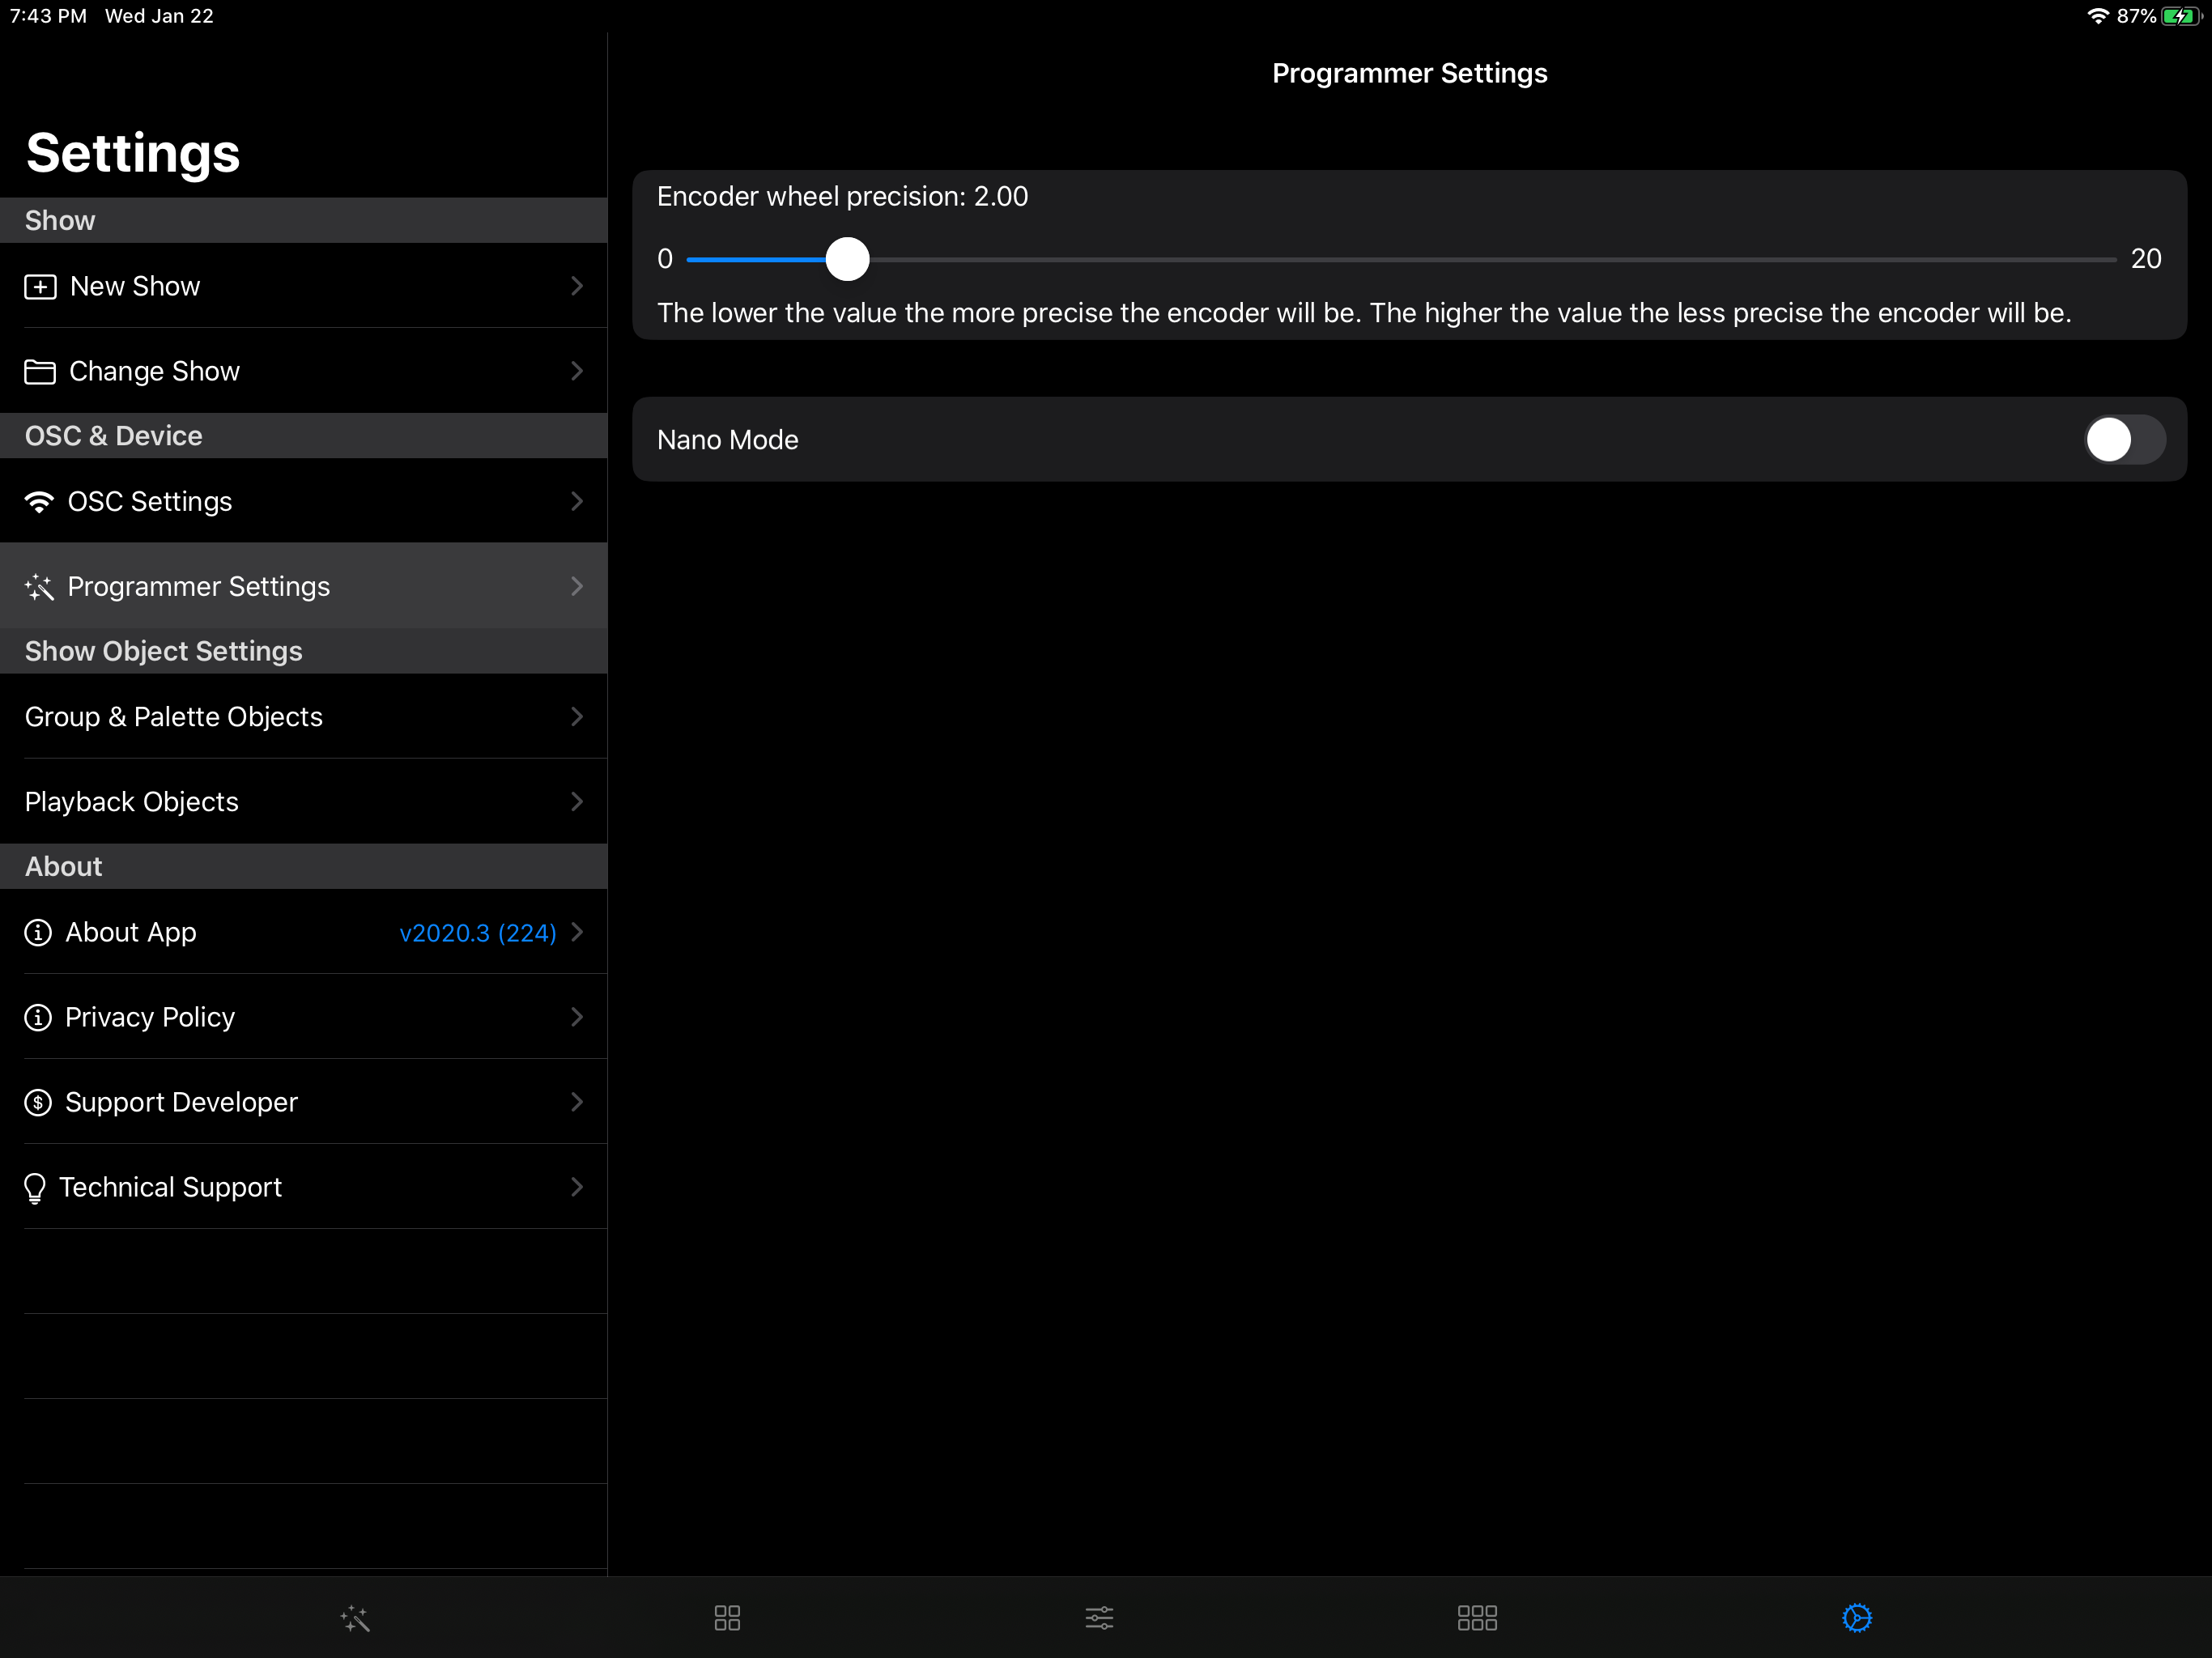 7:43 PM Wed Jan 22
87%
Settings
Show
New Show
Change Show
OSC & Device
OSC Settings
Programmer Settings
Show Object Settings
Group & Palette Objects
Playback Objects
About
About App v2020.3 (224)
Privacy Policy
Support Developer
Technical Support
Programmer Settings
Encoder wheel precision: 2.00
0 20
The lower the value the more precise the encoder will be. The higher the value the less precise the encoder will be.
Nano Mode